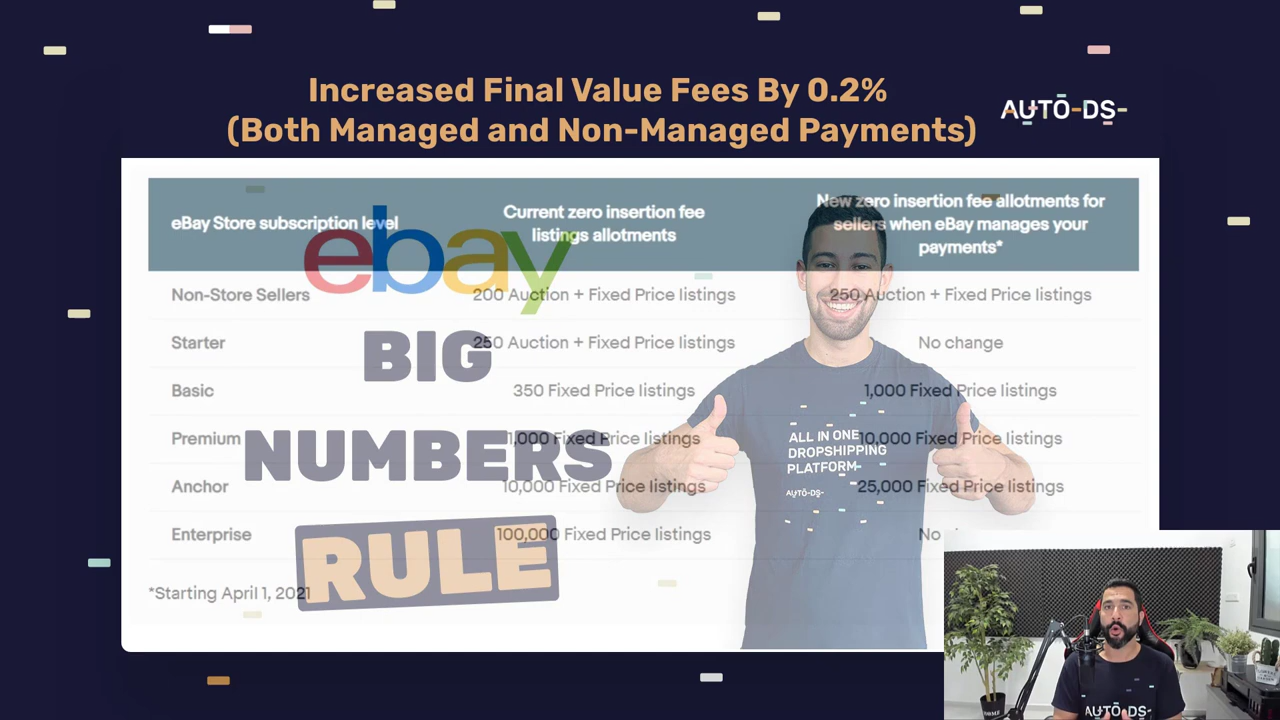 Increased Final Value Fees By 0.2%
(Both Managed and Non-Managed Payments)
AUTO-DS-
eBay Store subscription level
Current zero insertion fee
listings allotments
New zero insertion fee allotments for
sellers when eBay manages your
payments*
Non-Store Sellers
200 Auction + Fixed Price listings
250 Auction + Fixed Price listings
Starter
250 Auction + Fixed Price listings
No change
Basic
350 Fixed Price listings
1,000 Fixed Price listings
Premium
1,000 Fixed Price listings
10,000 Fixed Price listings
Anchor
10,000 Fixed Price listings
25,000 Fixed Price listings
Enterprise
100,000 Fixed Price listings
No
*Starting April 1, 2021
ebay
BIG
NUMBERS
RULE
ALL IN ONE
DROPSHIPPING
PLATFORM
AUTO-DS-
AUTO-DS-